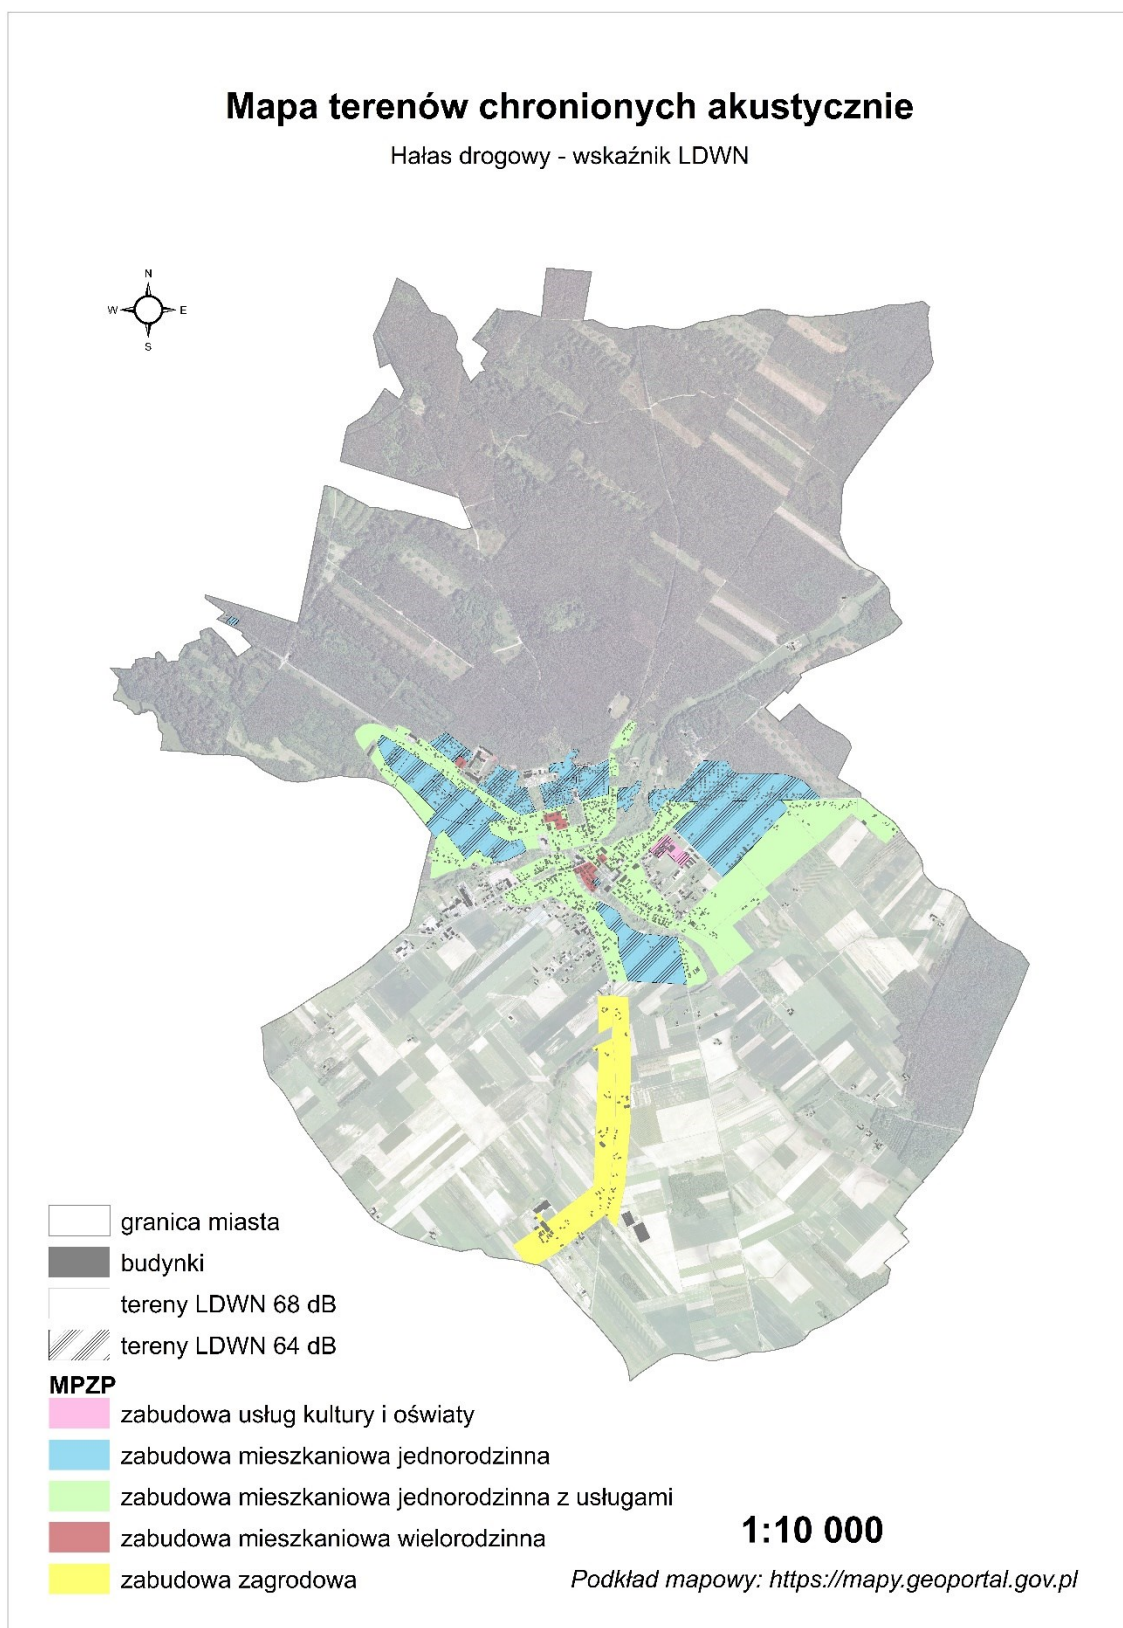 Mapa terenów chronionych akustycznie
Hałas drogowy - wskaźnik LDWN
N
W E
S
granica miasta
budynki
tereny LDWN 68 dB
tereny LDWN 64 dB
MPZP
zabudowa usług kultury i oświaty
zabudowa mieszkaniowa jednorodzinna
zabudowa mieszkaniowa jednorodzinna z usługami
zabudowa mieszkaniowa wielorodzinna
zabudowa zagrodowa
1:10 000
Podkład mapowy: https://mapy.geoportal.gov.pl